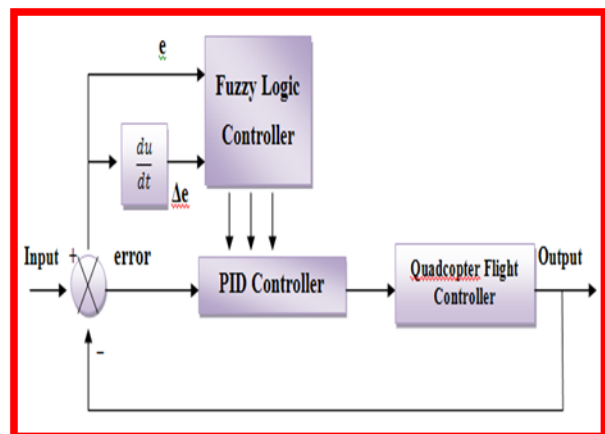 e
Fuzzy Logic
Controller
du
dt
Δe
Input
+
error
PID Controller
Quadcopter Flight
Controller
Output
−